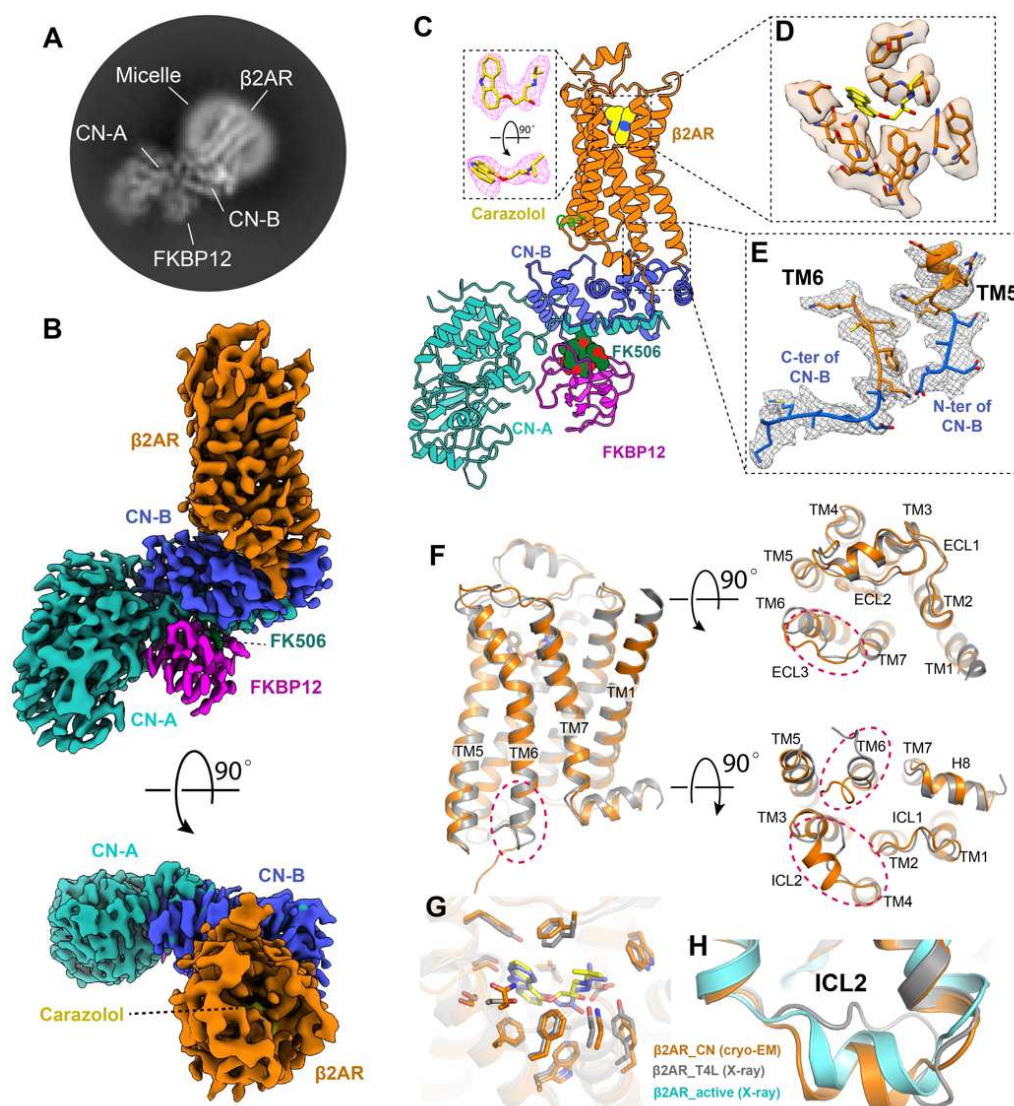 A
Micelle
β2AR
CN-A
CN-B
FKBP12
B
β2AR
CN-B
FK506
FKBP12
CN-A
90°
CN-A
CN-B
Carazolol
β2AR
C
90°
Carazolol
β2AR
CN-B
FK506
CN-A
FKBP12
D
E
TM6
TM5
C-ter of
CN-B
N-ter of
CN-B
F
TM1
TM7
TM5
TM6
90°
TM4
TM3
ECL1
TM5
ECL2
TM6
TM2
TM7
ECL3
TM1
90°
TM5
TM6
TM7
H8
TM3
ICL1
TM2
TM1
ICL2
TM4
G
H
ICL2
β2AR_CN (cryo-EM)
β2AR_T4L (X-ray)
β2AR_active (X-ray)